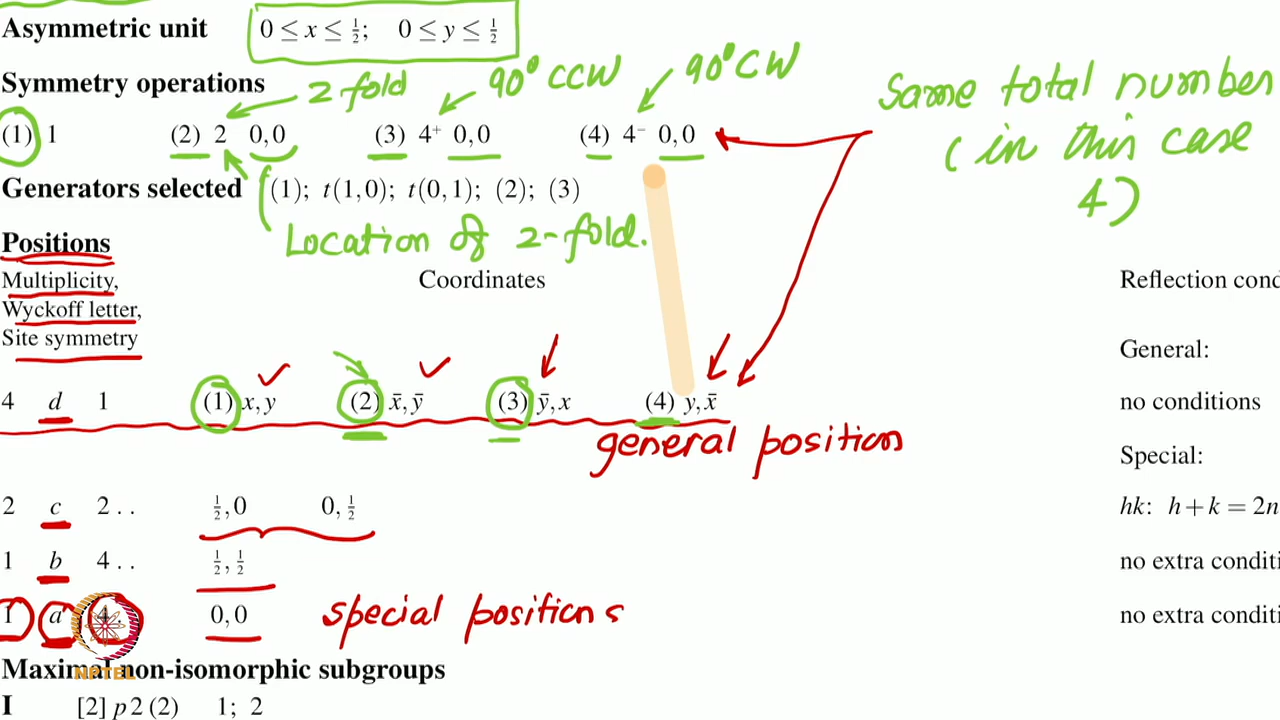 Asymmetric unit 0 ≤ x ≤ ½; 0 ≤ y ≤ ½
Symmetry operations
2 fold
90° CCW
90° CW
(1) 1 (2) 2 0,0 (3) 4⁺ 0,0 (4) 4⁻ 0,0
Same total number
(in this case
4)
Generators selected (1); t(1,0); t(0,1); (2); (3)
Location of 2-fold.
Positions
Multiplicity, Coordinates Reflection cond
Wyckoff letter,
Site symmetry General:
4 d 1 (1) x,y (2) x̄,ȳ (3) ȳ,x (4) y,x̄ no conditions
general position
Special:
2 c 2 . . ½,0 0,½ hk: h+k = 2n
1 b 4 . . ½,½ no extra conditi
1 a 4 . 0,0 no extra conditi
special positions
NPTEL
Maximal non-isomorphic subgroups
I [2] p2 (2) 1; 2